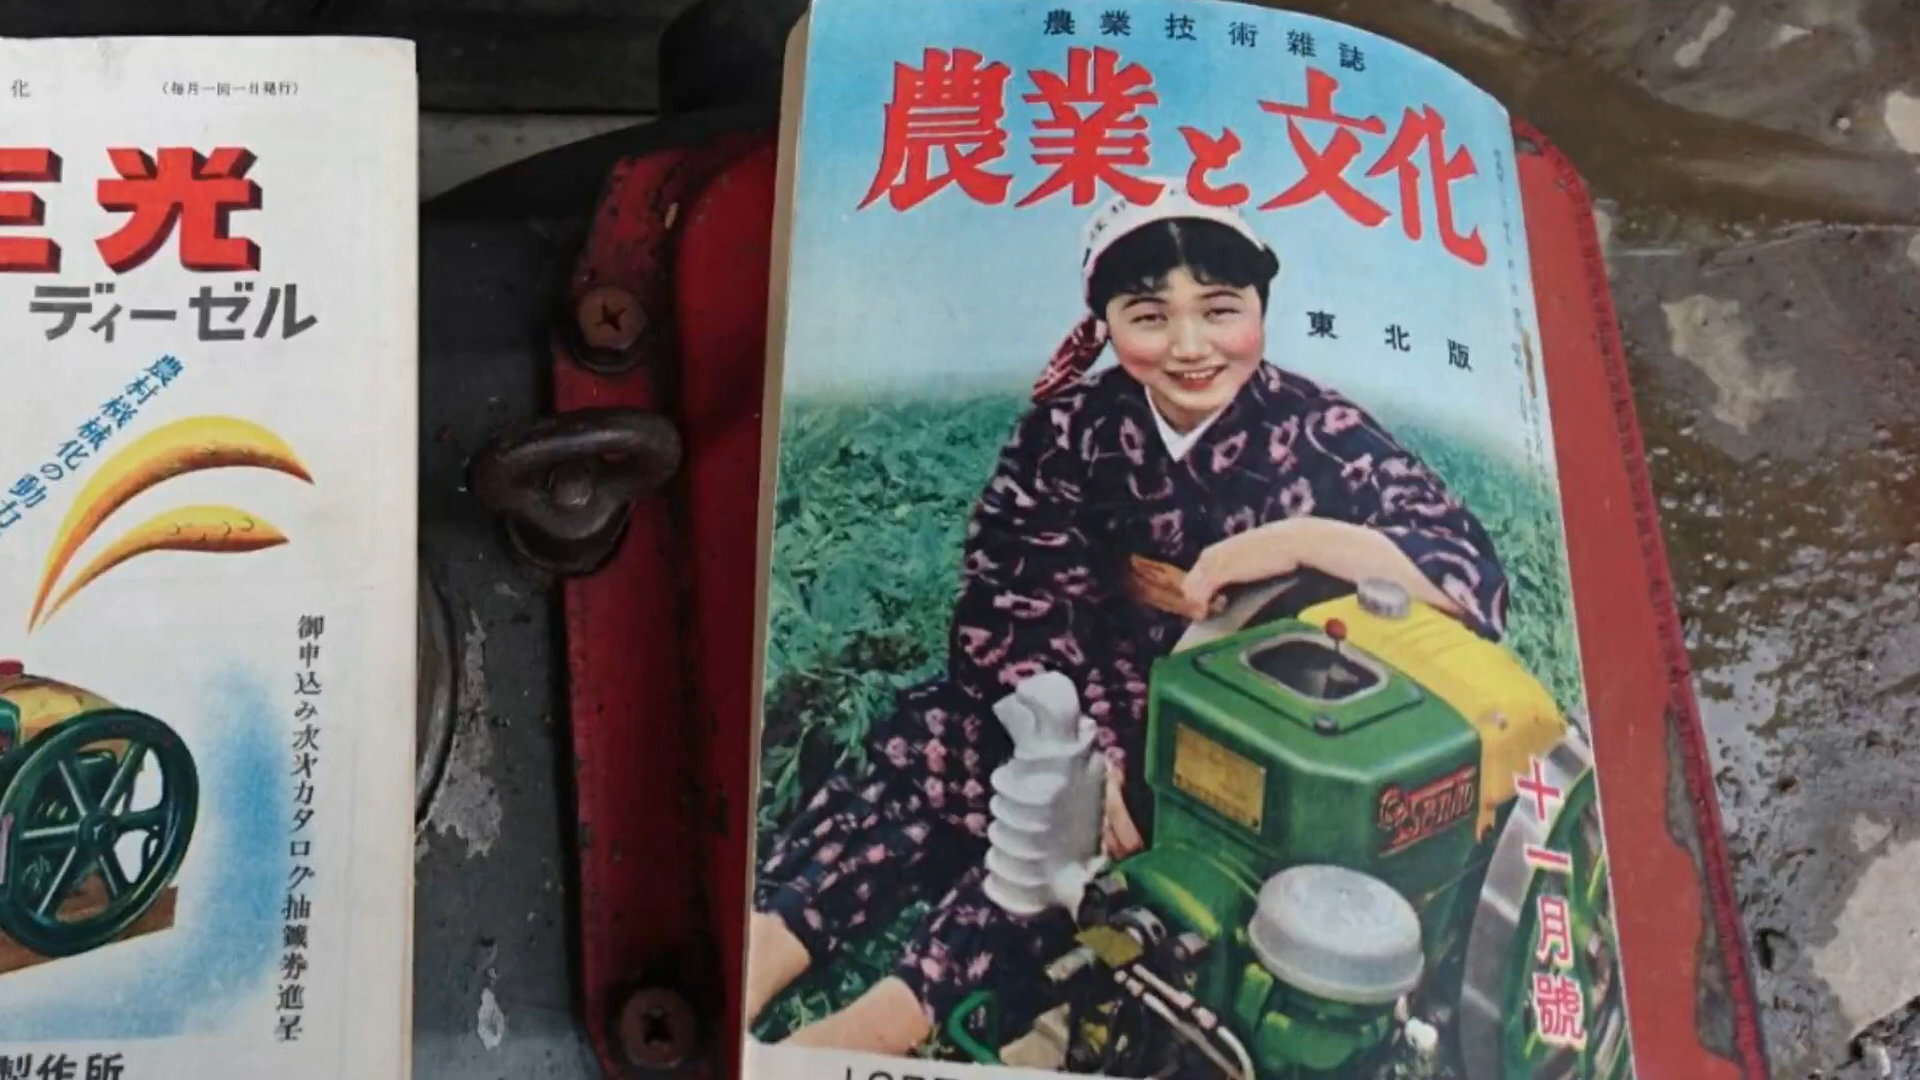 化
（毎月一回一日発行）
三光
ディーゼル
農村機械化の動力
御申込み次次カタログ抽籤券進呈
製作所
農業技術雑誌
農業と文化
東北版
十一月號